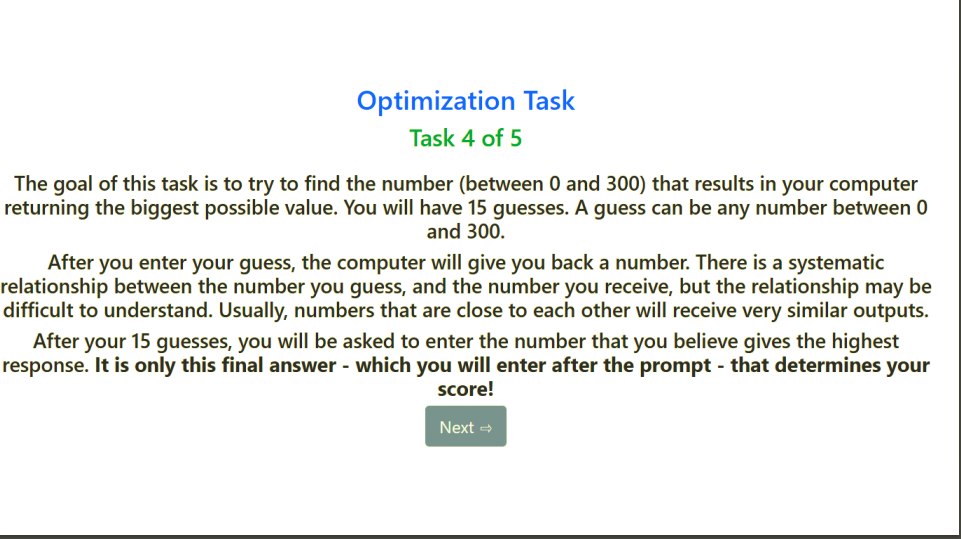 Optimization Task
Task 4 of 5
The goal of this task is to try to find the number (between 0 and 300) that results in your computer
returning the biggest possible value. You will have 15 guesses. A guess can be any number between 0
and 300.
After you enter your guess, the computer will give you back a number. There is a systematic
relationship between the number you guess, and the number you receive, but the relationship may be
difficult to understand. Usually, numbers that are close to each other will receive very similar outputs.
After your 15 guesses, you will be asked to enter the number that you believe gives the highest
response. It is only this final answer - which you will enter after the prompt - that determines your
score!
Next ⇨